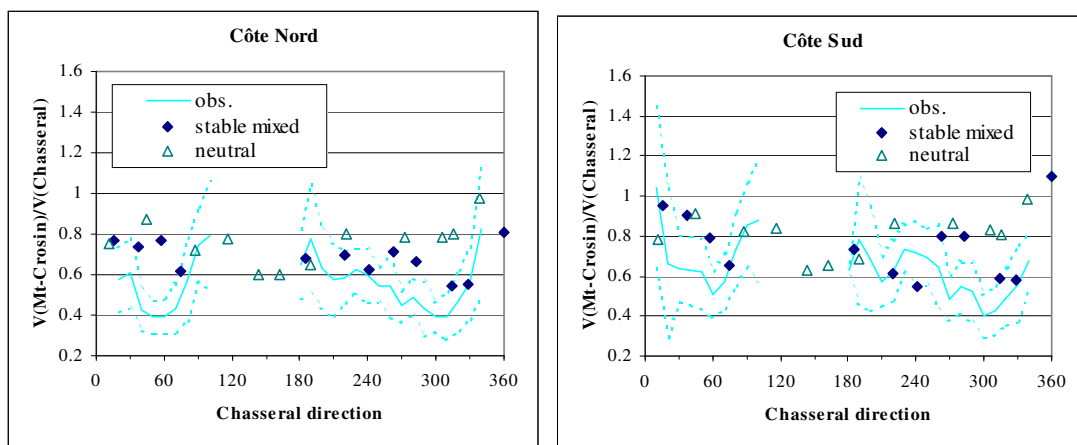 Côte Nord
V(Mt-Crosin)/V(Chasseral)
1.6
1.4
1.2
1
0.8
0.6
0.4
0.2
obs.
stable mixed
neutral
0 60 120 180 240 300 360
Chasseral direction
Côte Sud
V(Mt-Crosin)/V(Chasseral)
1.6
1.4
1.2
1
0.8
0.6
0.4
0.2
obs.
stable mixed
neutral
0 60 120 180 240 300 360
Chasseral direction